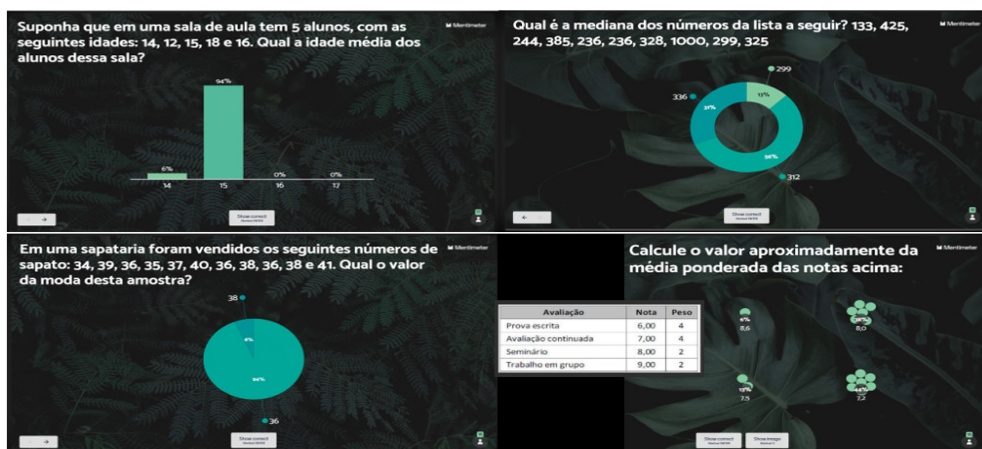 Suponha que em uma sala de aula tem 5 alunos, com as
seguintes idades: 14, 12, 15, 18 e 16. Qual a idade média dos
alunos dessa sala?
Mentimeter
94%
6%
0%
0%
14
15
16
17
Show correct
Qual é a mediana dos números da lista a seguir? 133, 425,
244, 385, 236, 236, 328, 1000, 299, 325
Mentimeter
299
13%
336
31%
56%
312
Show correct
Em uma sapataria foram vendidos os seguintes números de
sapato: 34, 39, 36, 35, 37, 40, 36, 38, 36, 38 e 41. Qual o valor
da moda desta amostra?
Mentimeter
38
6%
94%
36
Show correct
Calcule o valor aproximadamente da
média ponderada das notas acima:
Mentimeter
Avaliação Nota Peso
Prova escrita 6,00 4
Avaliação continuada 7,00 4
Seminário 8,00 2
Trabalho em grupo 9,00 2
6%
8,6
38%
8,0
13%
7,5
44%
7,2
Show correct
Show image